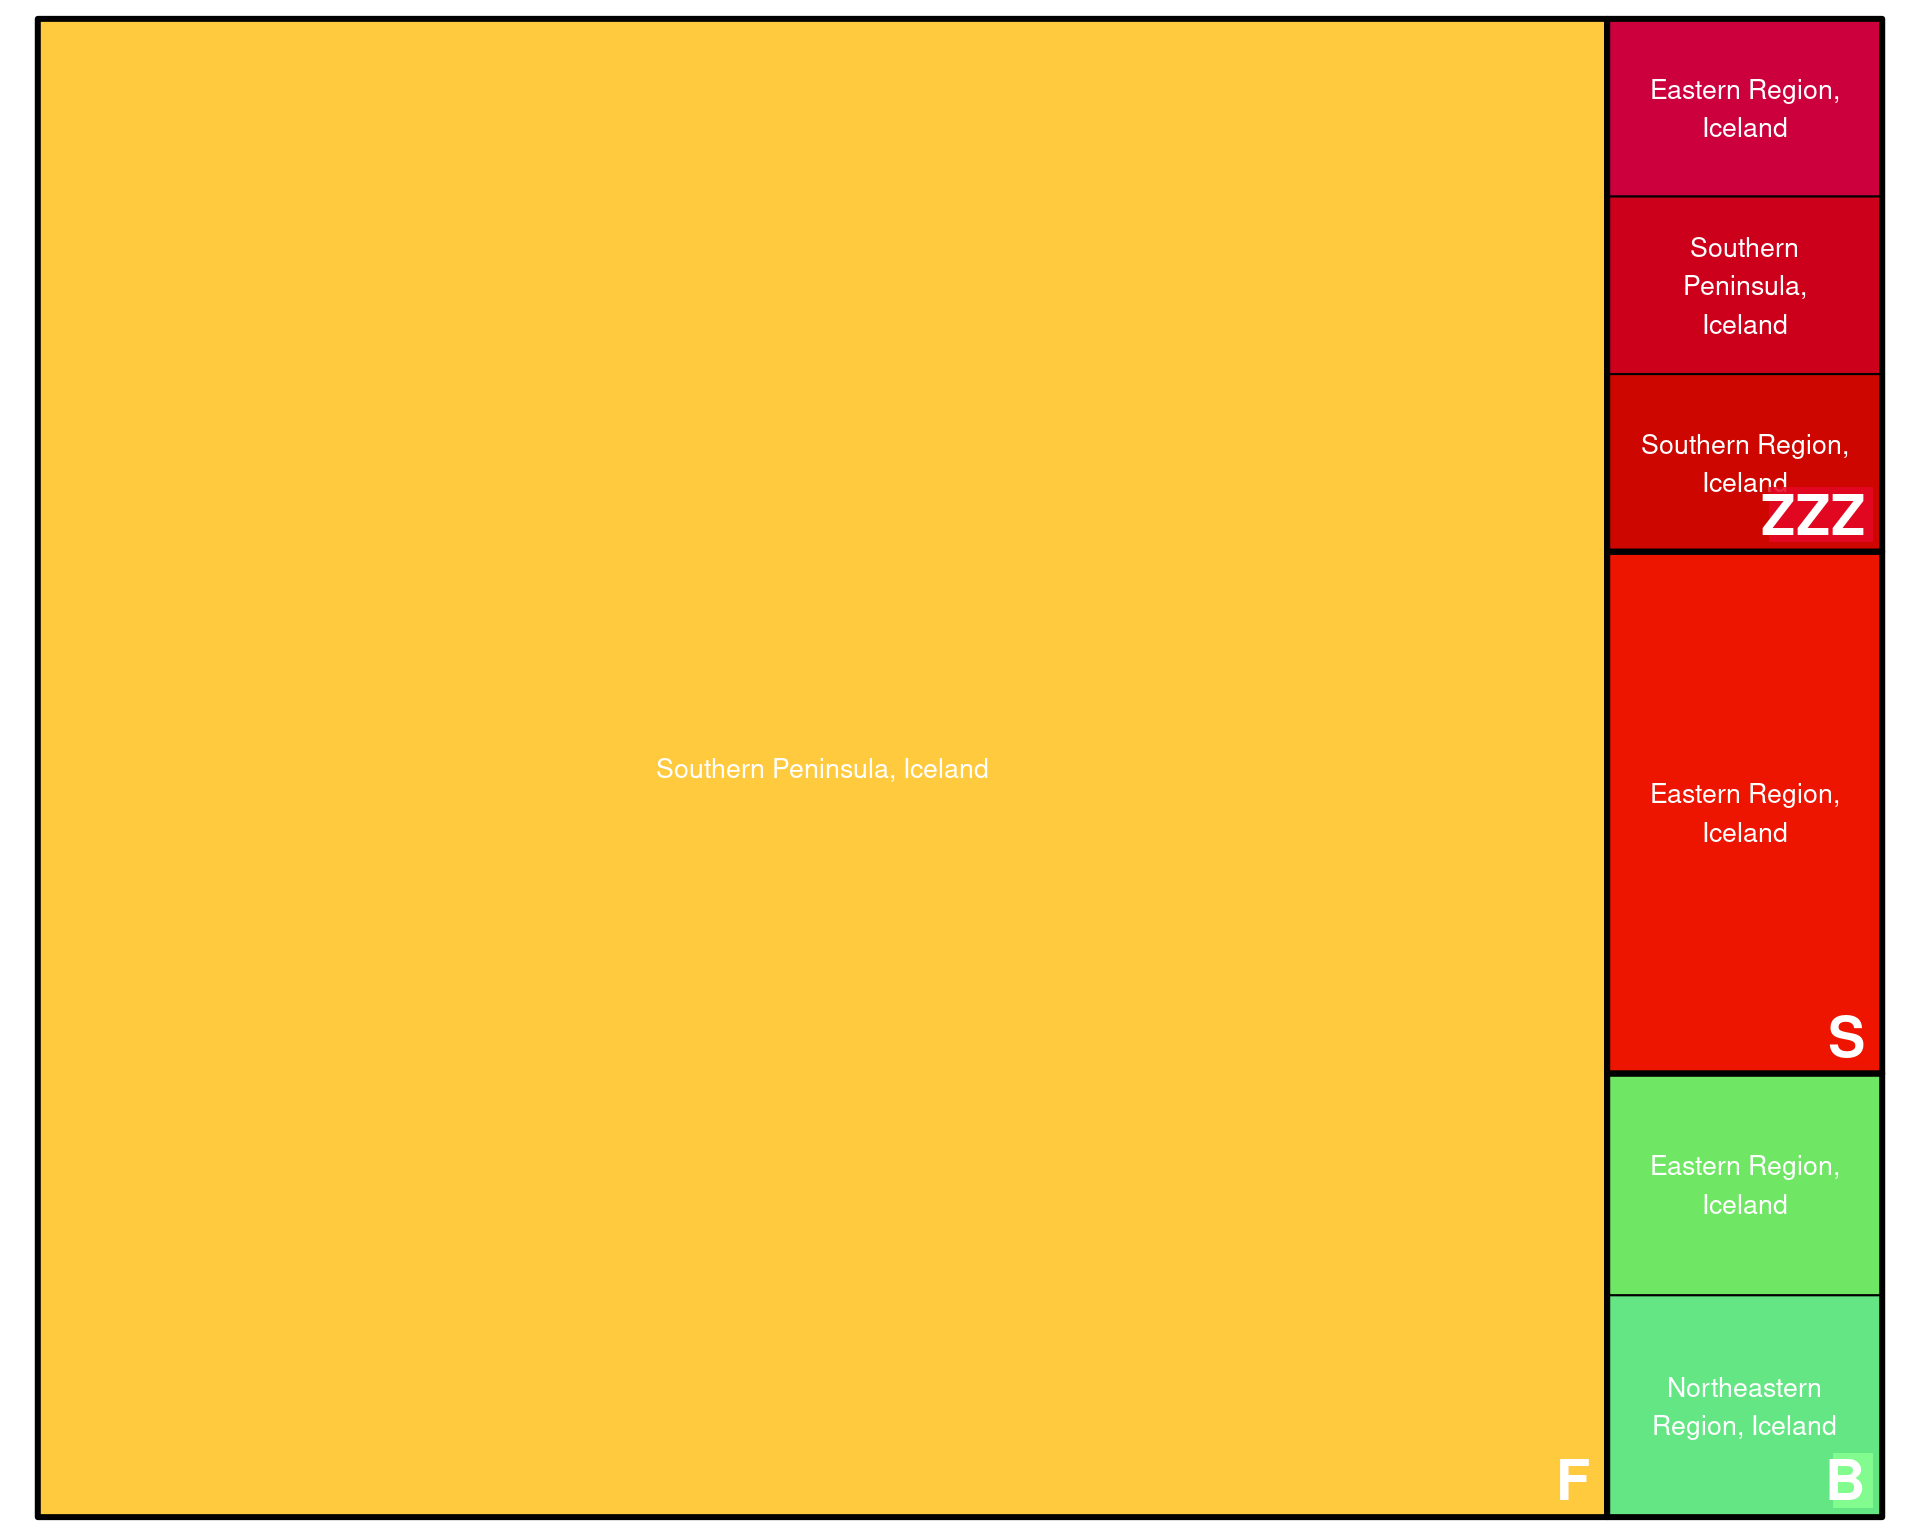 Southern Peninsula, Iceland
F
Eastern Region,
Iceland
Southern
Peninsula,
Iceland
Southern Region,
Iceland
ZZZ
Eastern Region,
Iceland
S
Eastern Region,
Iceland
Northeastern
Region, Iceland
B